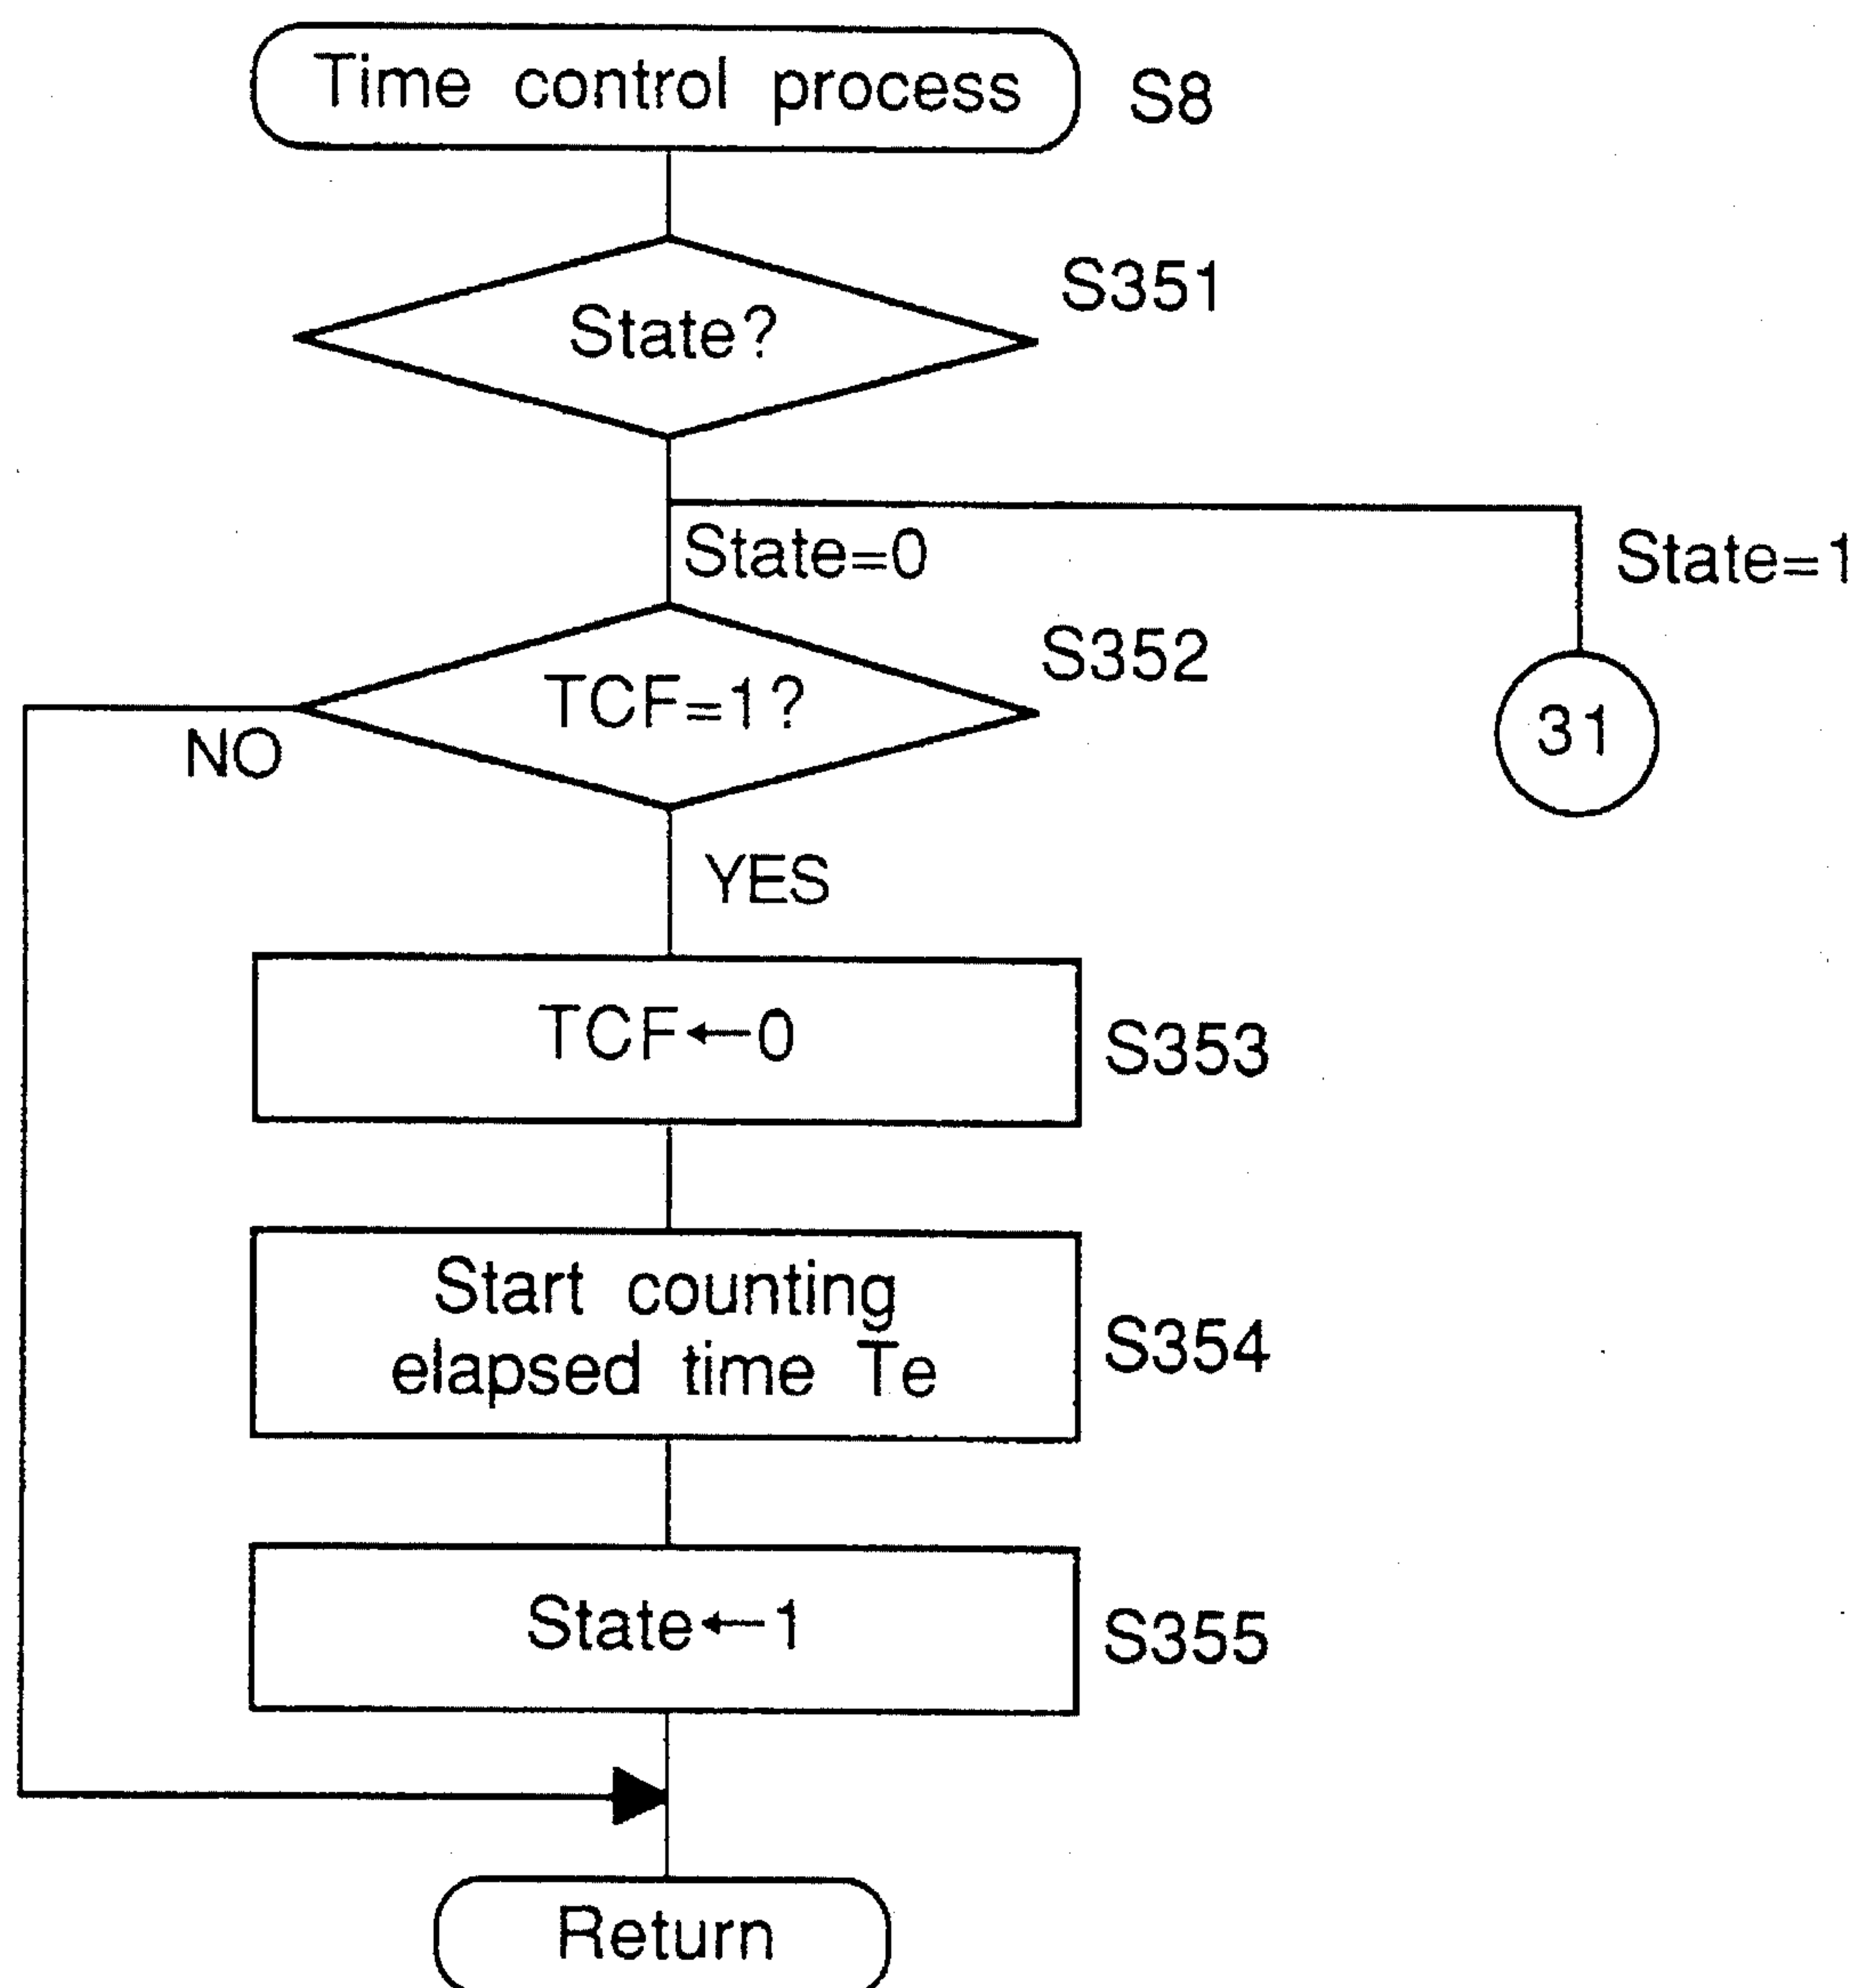 Time control process
S8
State?
S351
State=0
State=1
TCF=1?
S352
31
NO
YES
TCF←0
S353
Start counting
elapsed time Te
S354
State←1
S355
Return